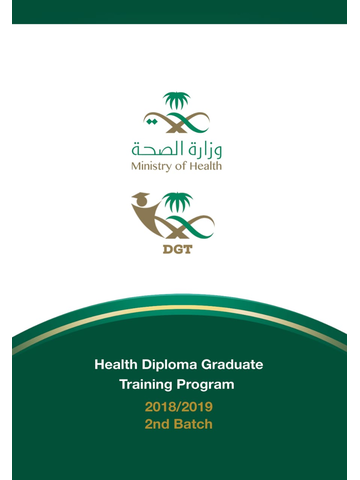 وزارة الصحة
Ministry of Health
DGT
Health Diploma Graduate
Training Program
2018/2019
2nd Batch